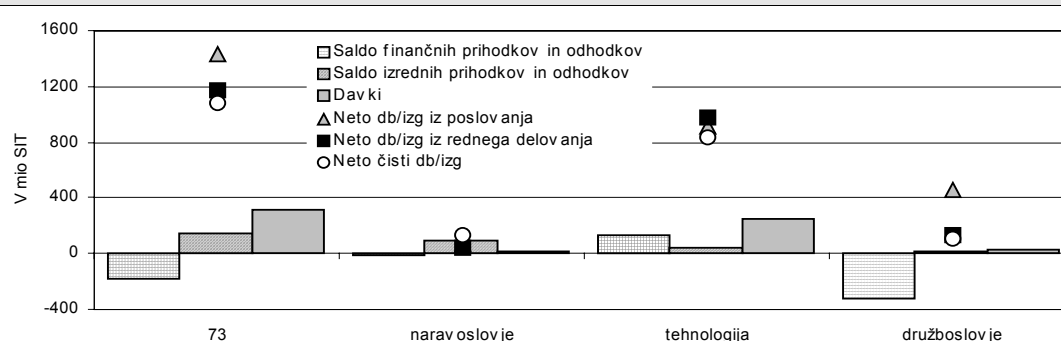 1600
1200
800
400
0
-400
V mio SIT
Saldo finančnih prihodkov in odhodkov
Saldo izrednih prihodkov in odhodkov
Davki
Neto db/izg iz poslovanja
Neto db/izg iz rednega delovanja
Neto čisti db/izg
73 naravoslovje tehnologija družboslovje